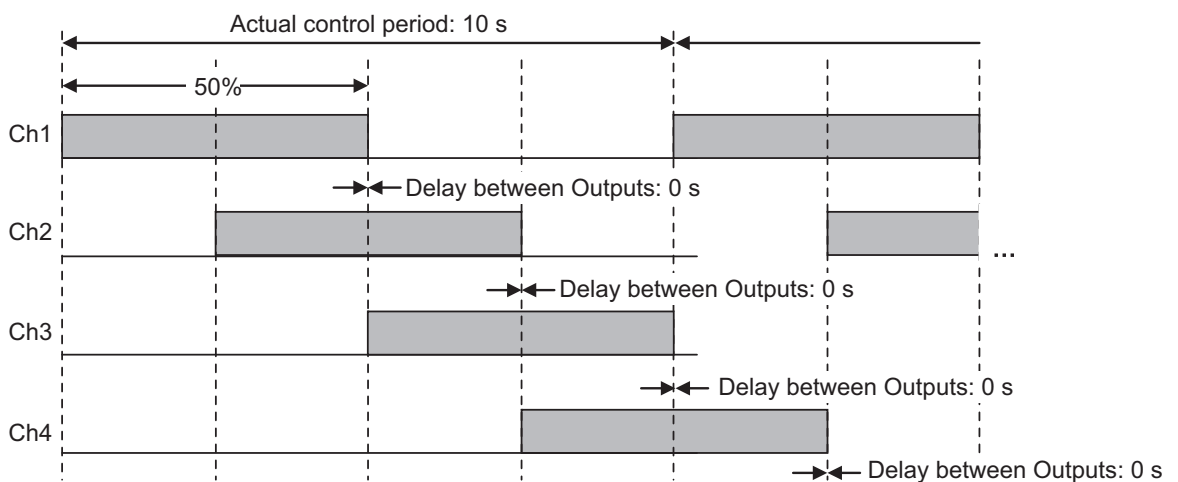 Actual control period: 10 s
50%
Ch1
Delay between Outputs: 0 s
Ch2
...
Delay between Outputs: 0 s
Ch3
Delay between Outputs: 0 s
Ch4
Delay between Outputs: 0 s